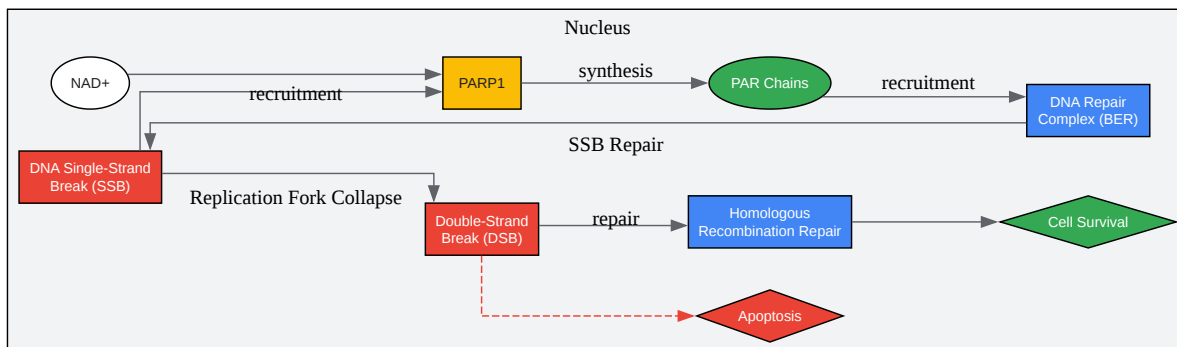 Nucleus
NAD+
recruitment
PARP1
synthesis
PAR Chains
recruitment
DNA Repair
Complex (BER)
SSB Repair
DNA Single-Strand
Break (SSB)
Replication Fork Collapse
Double-Strand
Break (DSB)
repair
Homologous
Recombination Repair
Cell Survival
Apoptosis